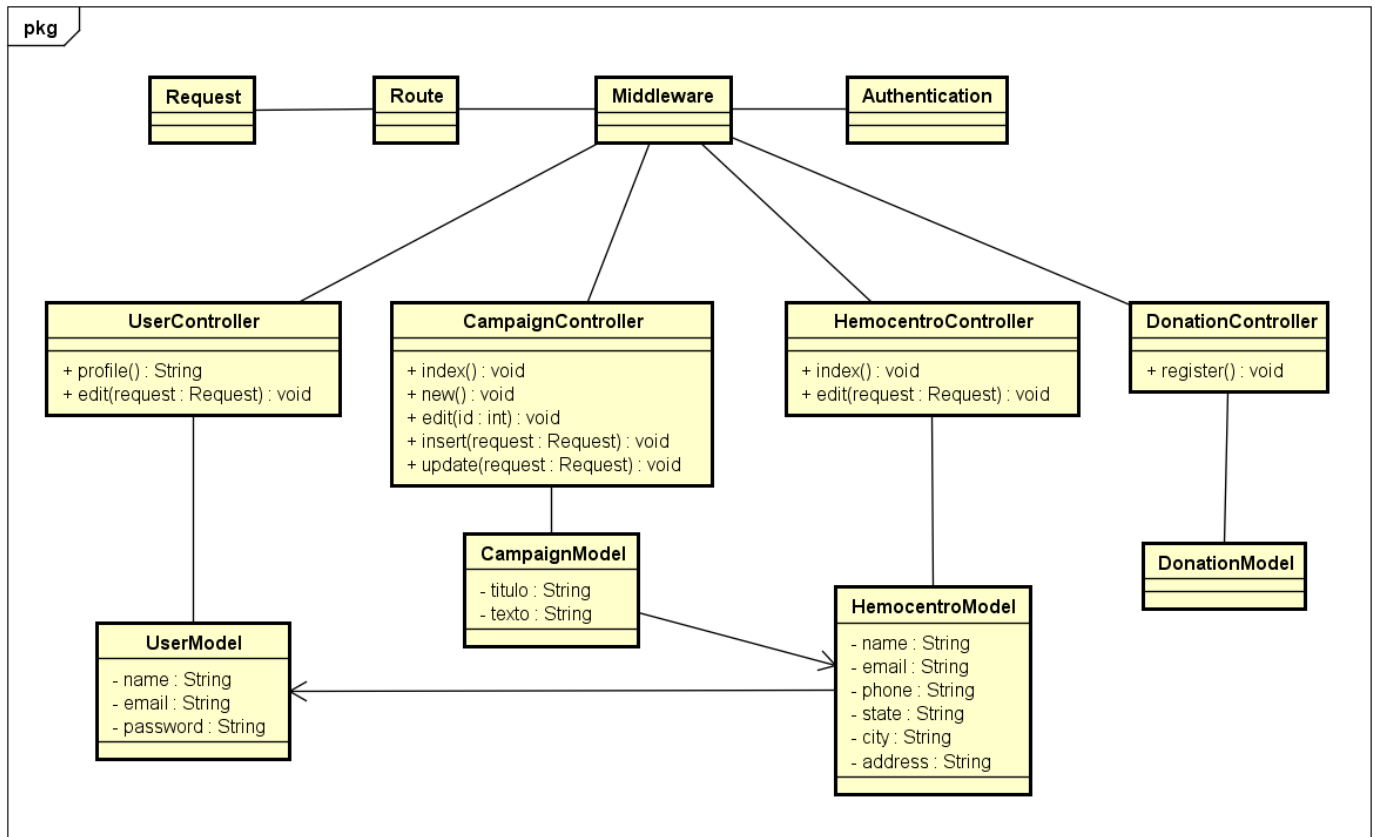 pkg
Request
Route
Middleware
Authentication
UserController
+ profile() : String
+ edit(request : Request) : void
CampaignController
+ index() : void
+ new() : void
+ edit(id : int) : void
+ insert(request : Request) : void
+ update(request : Request) : void
HemocentroController
+ index() : void
+ edit(request : Request) : void
DonationController
+ register() : void
CampaignModel
- titulo : String
- texto : String
DonationModel
HemocentroModel
- name : String
- email : String
- phone : String
- state : String
- city : String
- address : String
UserModel
- name : String
- email : String
- password : String